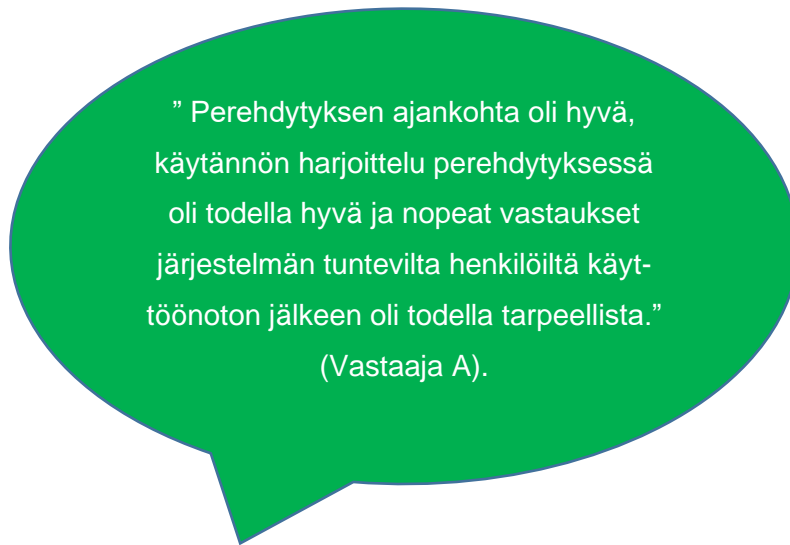 ” Perehdytyksen ajankohta oli hyvä,
käytännön harjoittelu perehdytyksessä
oli todella hyvä ja nopeat vastaukset
järjestelmän tuntevilta henkilöiltä käyt-
töönoton jälkeen oli todella tarpeellista.”
(Vastaaja A).